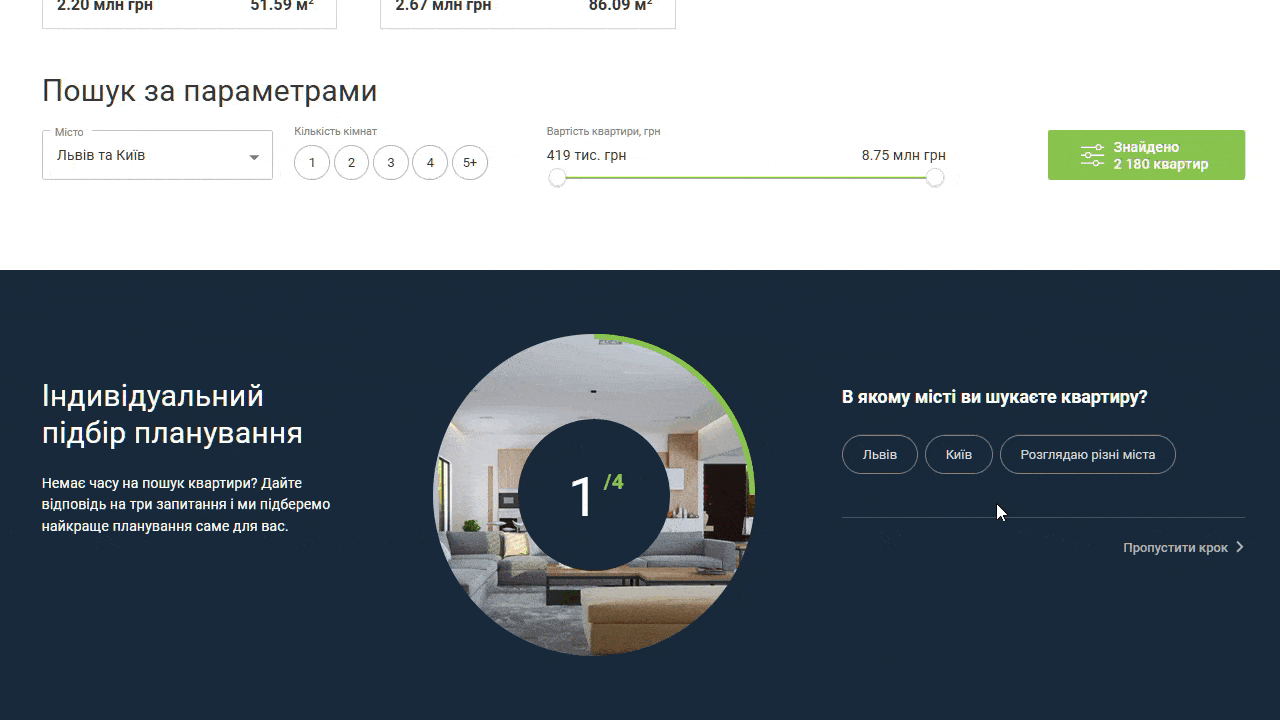 2.20 млн грн 51.59 м²
2.67 млн грн 86.09 м²
Пошук за параметрами
Місто
Львів та Київ
Кількість кімнат
1 2 3 4 5+
Вартість квартири, грн
419 тис. грн 8.75 млн грн
Знайдено
2 180 квартир
Індивідуальний
підбір планування
Немає часу на пошук квартири? Дайте
відповідь на три запитання і ми підберемо
найкраще планування саме для вас.
1 /4
В якому місті ви шукаєте квартиру?
Львів Київ Розглядаю різні міста
Пропустити крок